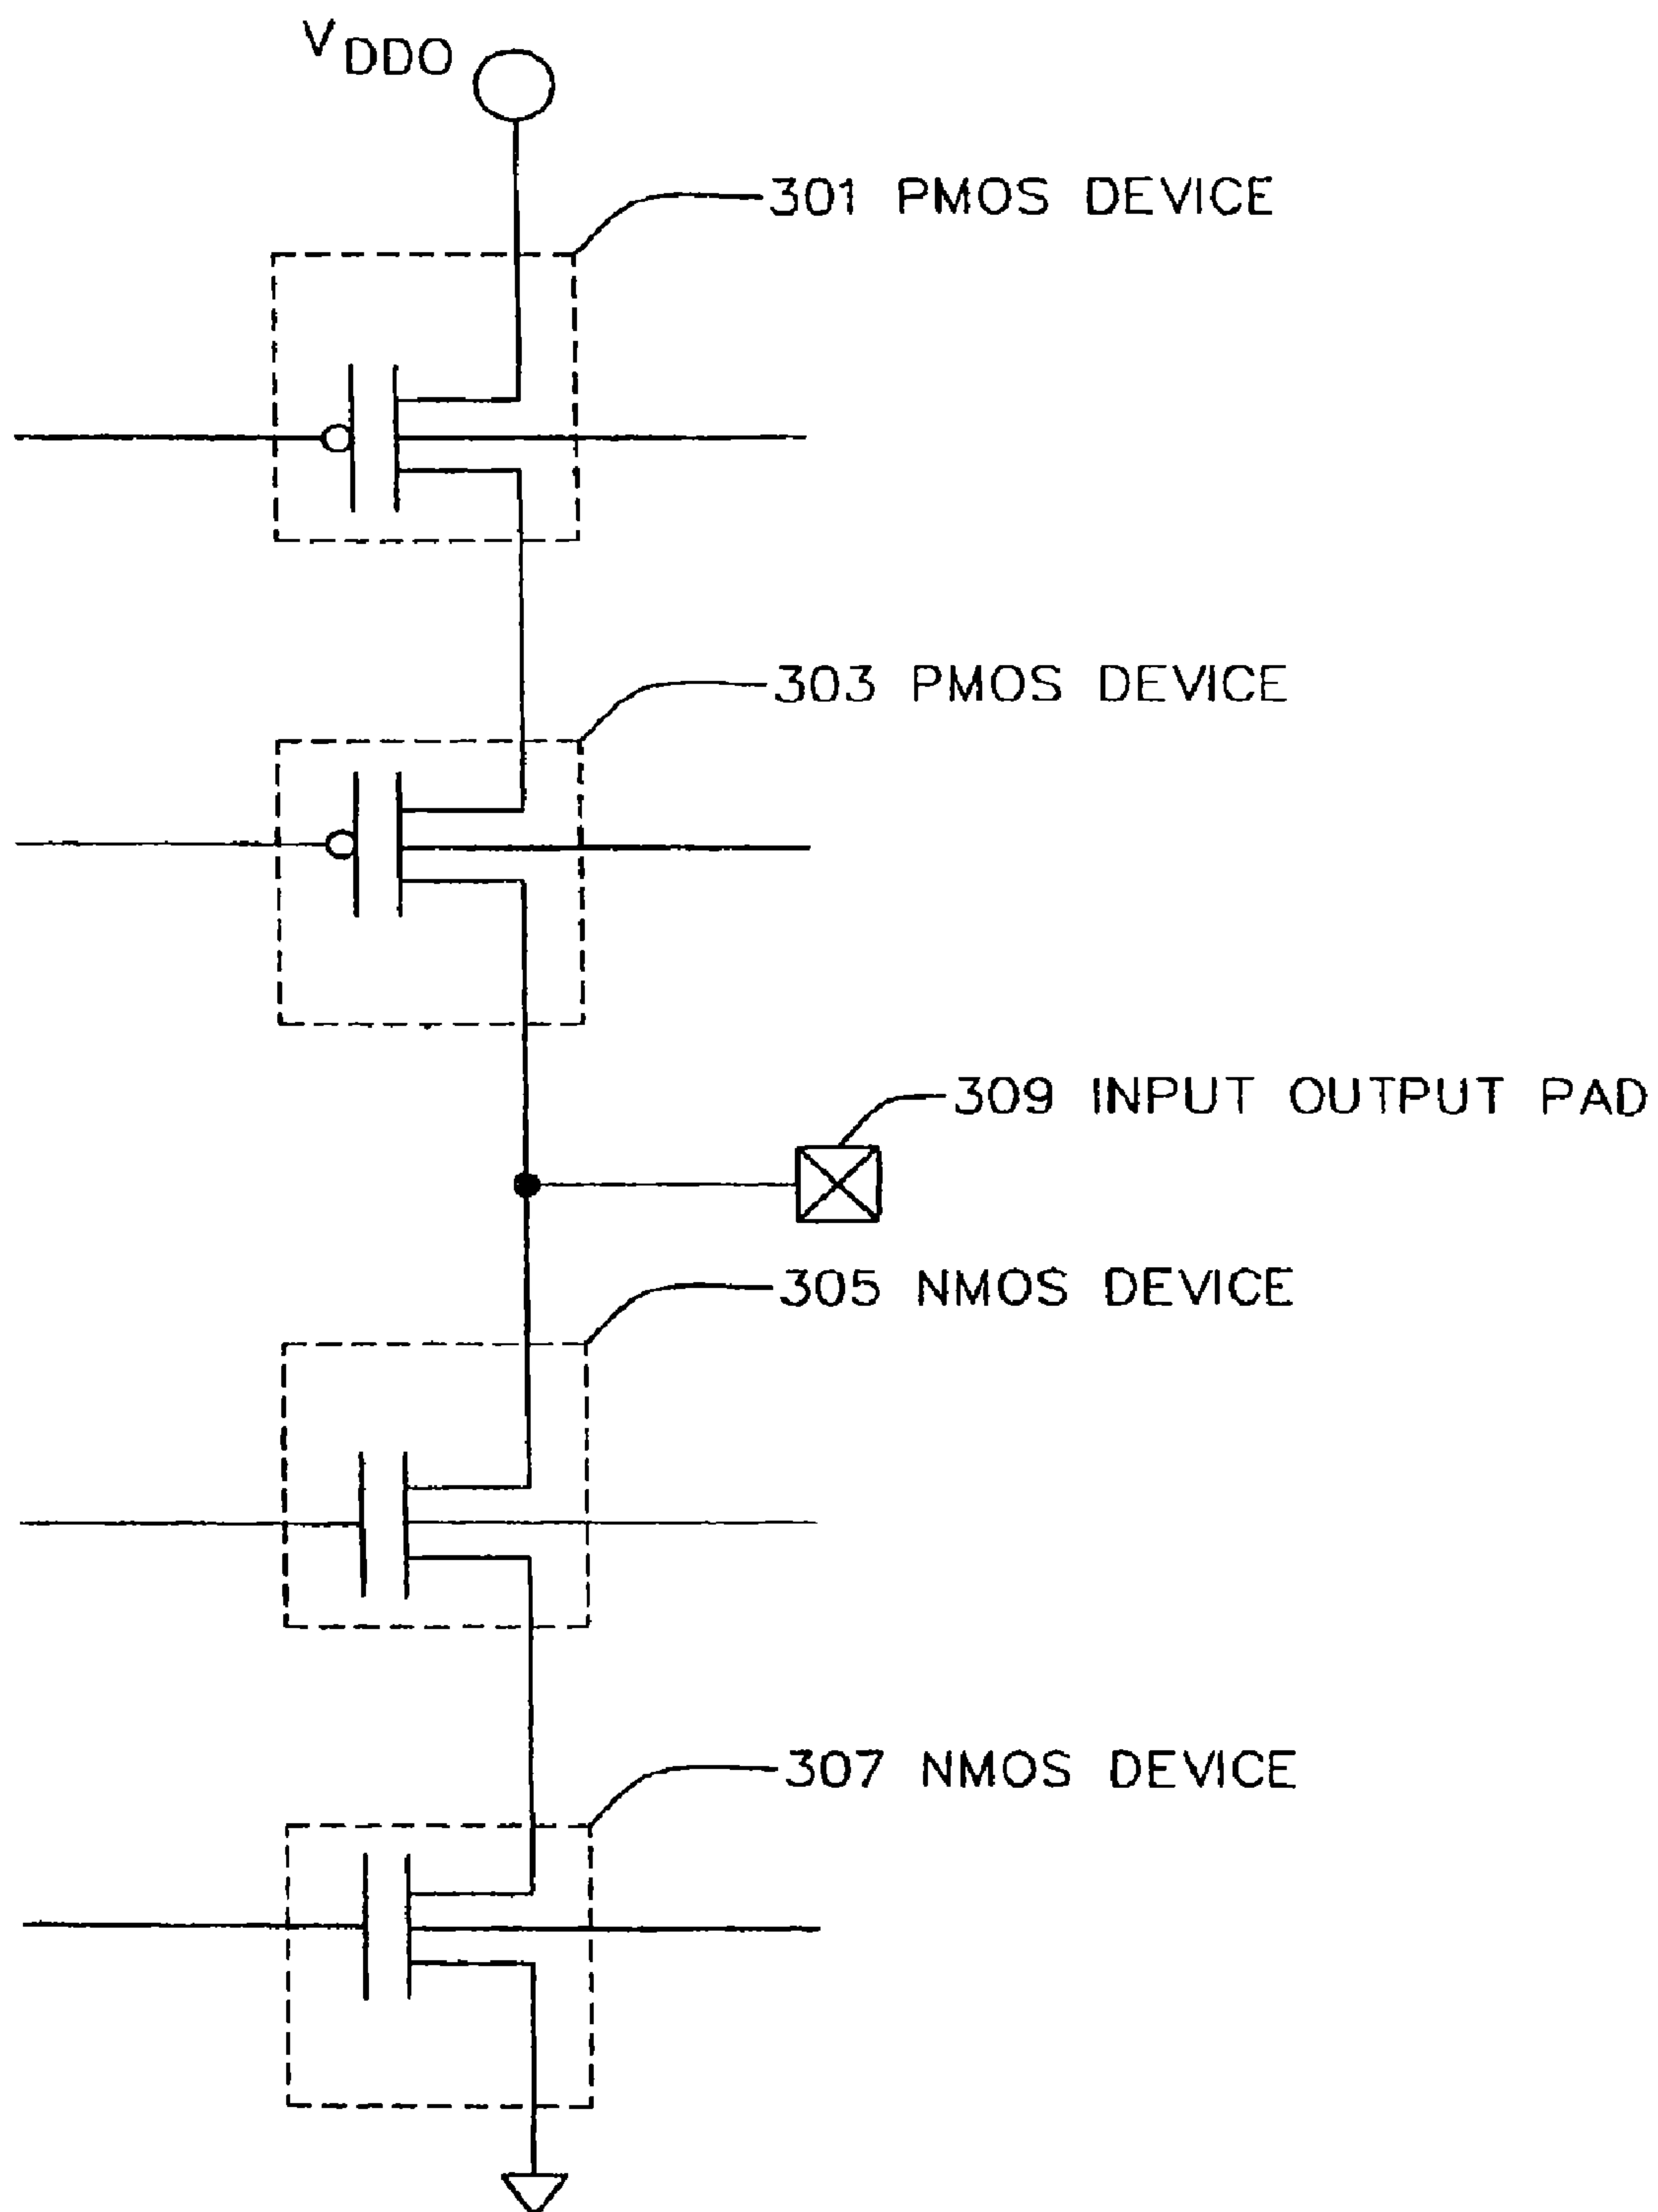 VDDO
301 PMOS DEVICE
303 PMOS DEVICE
309 INPUT OUTPUT PAD
305 NMOS DEVICE
307 NMOS DEVICE